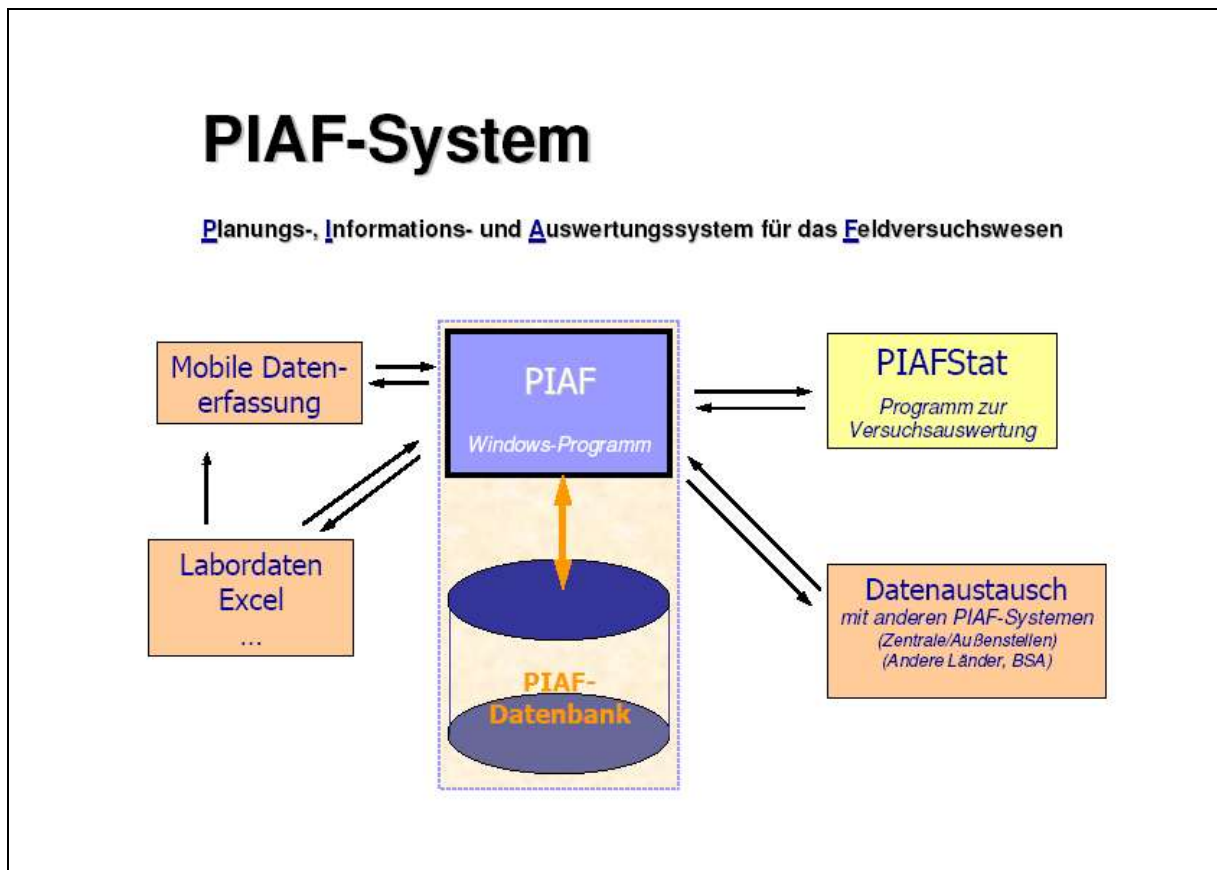 PIAF-System
Planungs-, Informations- und Auswertungssystem für das Feldversuchswesen
Mobile Daten-
erfassung
PIAF
Windows-Programm
PIAFStat
Programm zur
Versuchsauswertung
Labordaten
Excel
...
Datenaustausch
mit anderen PIAF-Systemen
(Zentrale/Außenstellen)
(Andere Länder, BSA)
PIAF-
Datenbank